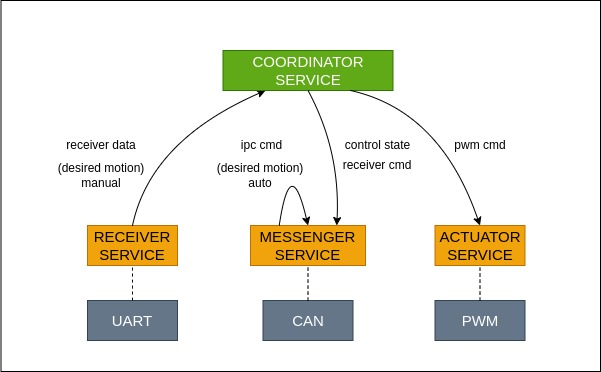 COORDINATOR
SERVICE
receiver data
(desired motion)
manual
ipc cmd
(desired motion)
auto
control state
receiver cmd
pwm cmd
RECEIVER
SERVICE
MESSENGER
SERVICE
ACTUATOR
SERVICE
UART
CAN
PWM